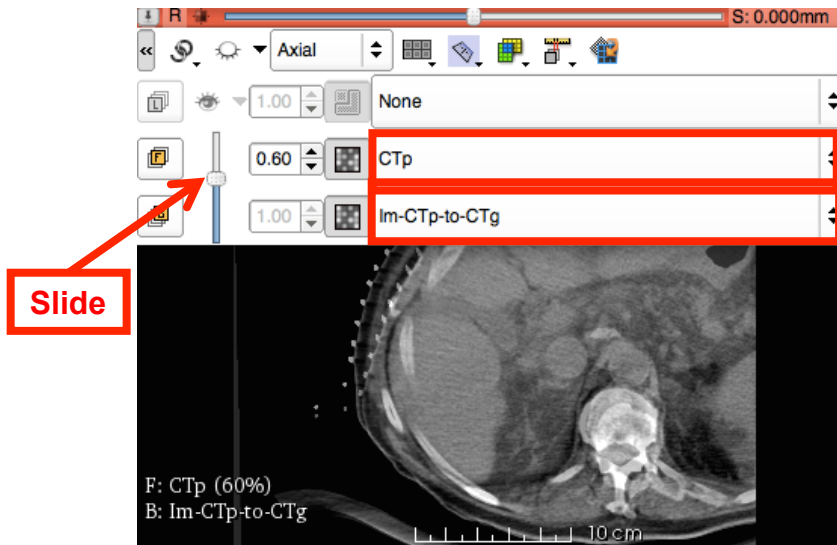 R S: 0.000mm
« Axial
L 1.00 None
F 0.60 CTp
1.00 Im-CTp-to-CTg
Slide
F: CTp (60%)
B: Im-CTp-to-CTg
10 cm